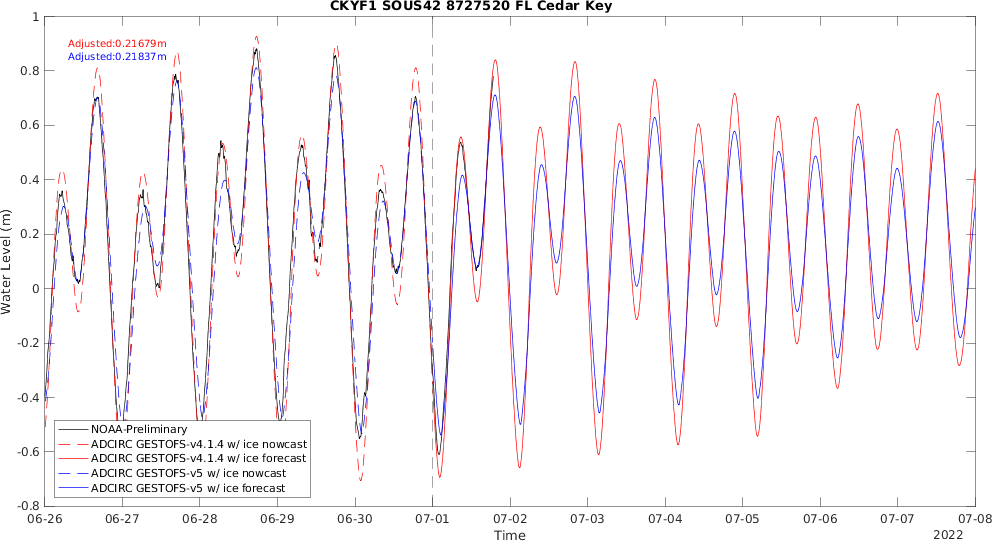 CKYF1 SOUS42 8727520 FL Cedar Key
1
Adjusted:0.21679m
Adjusted:0.21837m
0.8
0.6
0.4
0.2
0
-0.2
-0.4
-0.6
-0.8
Water Level (m)
NOAA-Preliminary
ADCIRC GESTOFS-v4.1.4 w/ ice nowcast
ADCIRC GESTOFS-v4.1.4 w/ ice forecast
ADCIRC GESTOFS-v5 w/ ice nowcast
ADCIRC GESTOFS-v5 w/ ice forecast
06-26 06-27 06-28 06-29 06-30 07-01 07-02 07-03 07-04 07-05 07-06 07-07 07-08
Time
2022